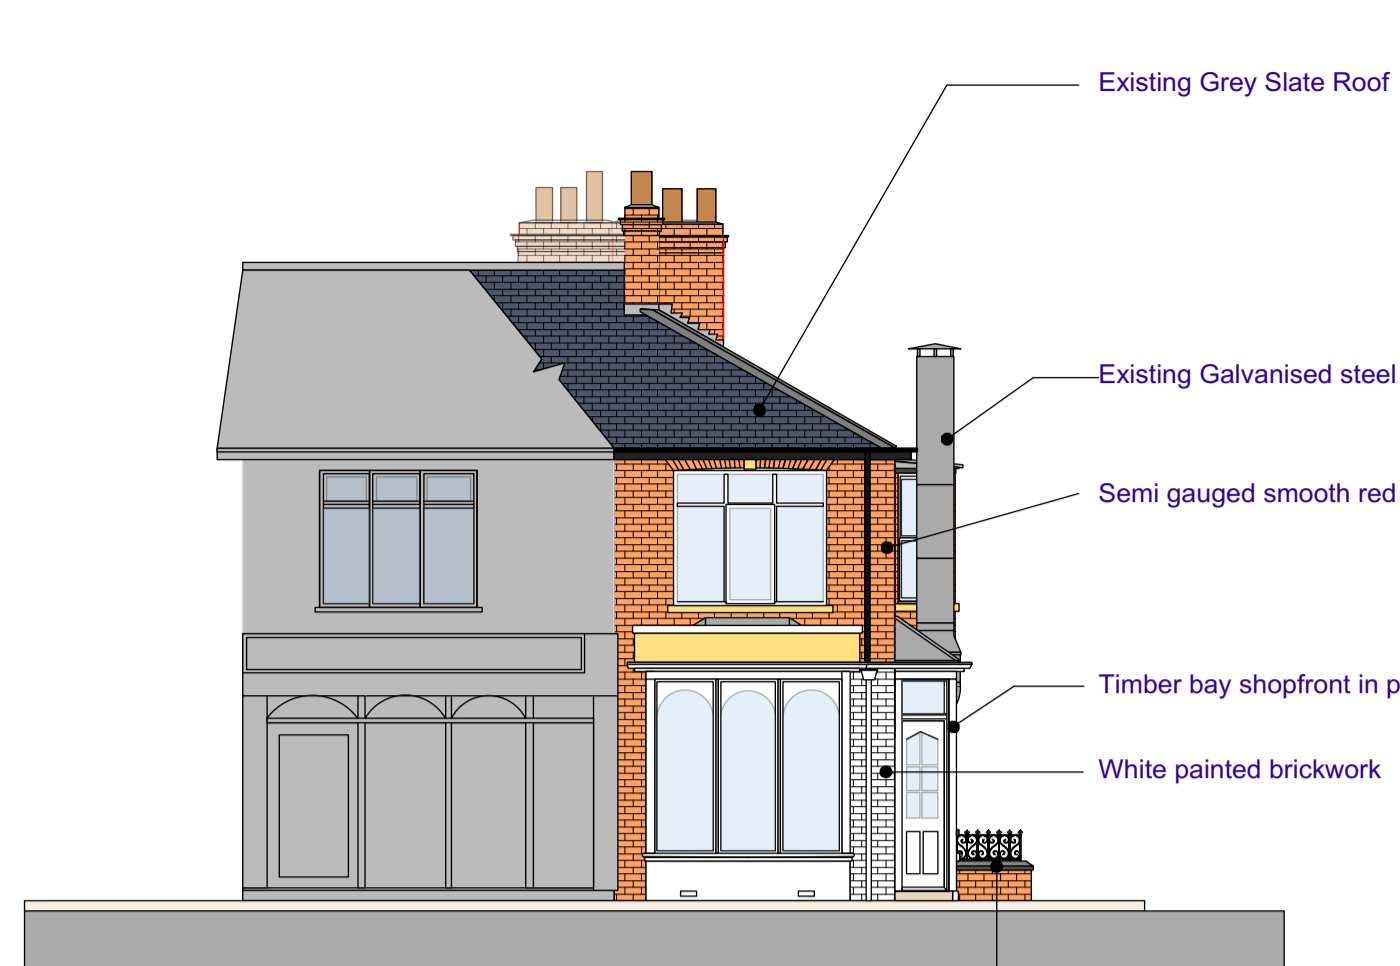 Existing Grey Slate Roof
Existing Galvanised steel
Semi gauged smooth red
Timber bay shopfront in p
White painted brickwork